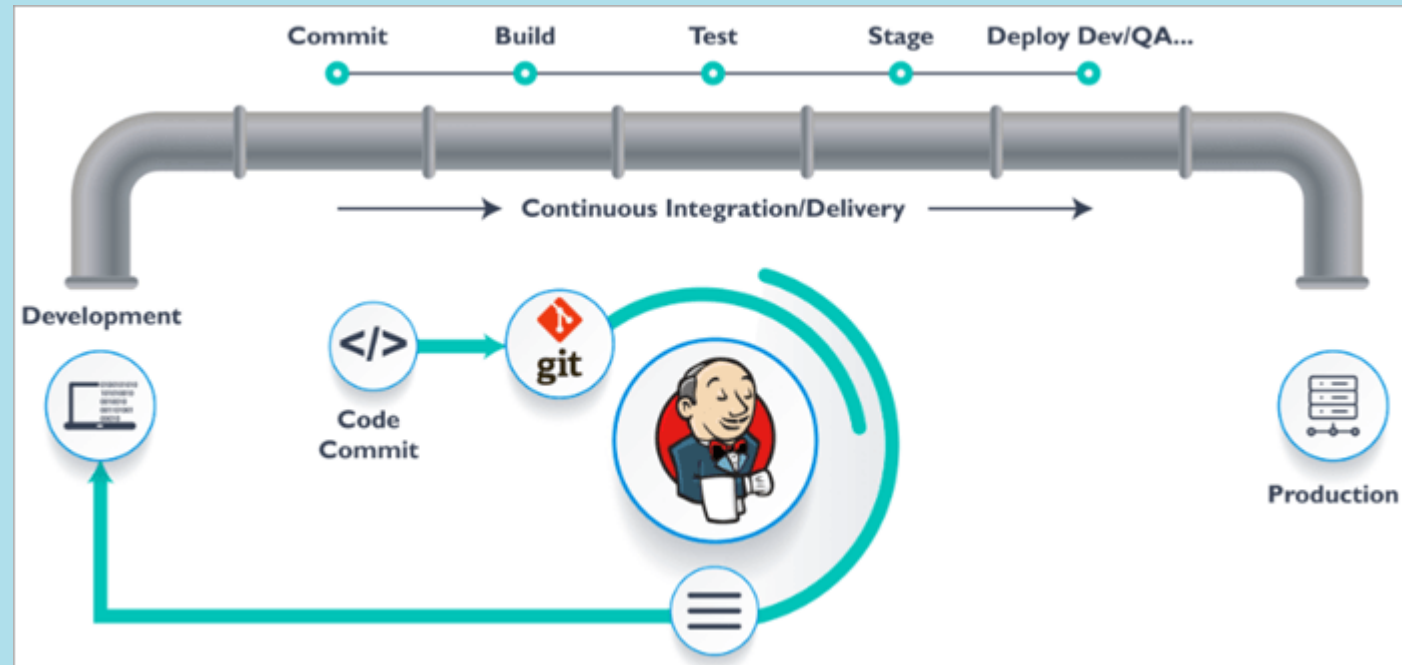 Commit
Build
Test
Stage
Deploy Dev/QA...
Continuous Integration/Delivery
Development
</>
git
Code
Commit
Production